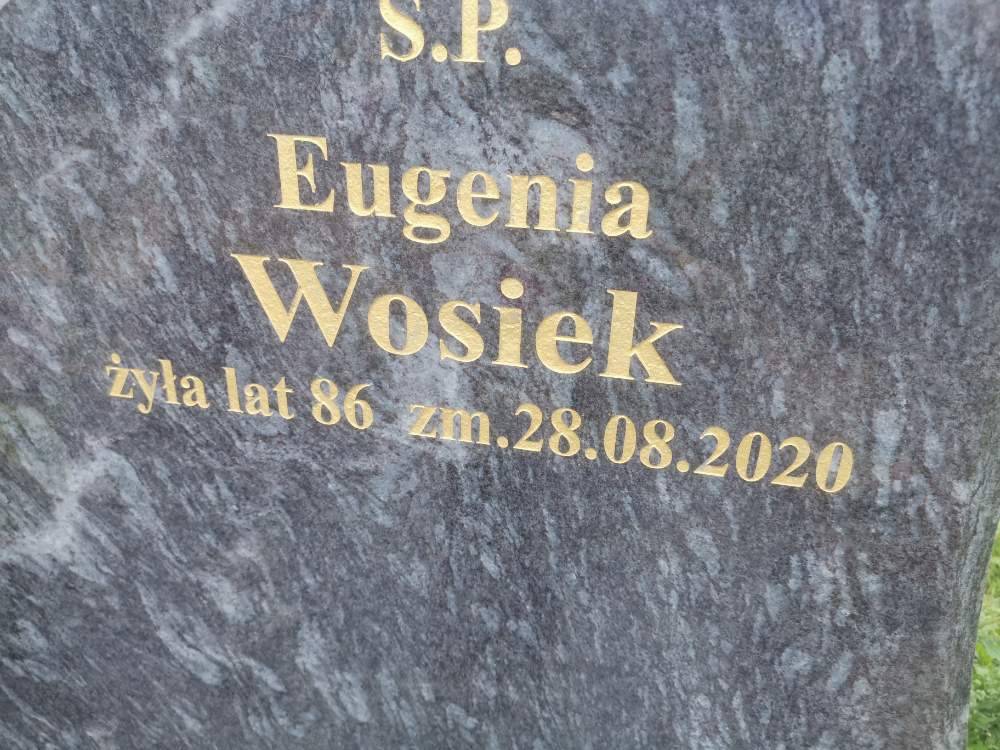 Ś.P.
Eugenia
Wosiek
żyła lat 86 zm.28.08.2020